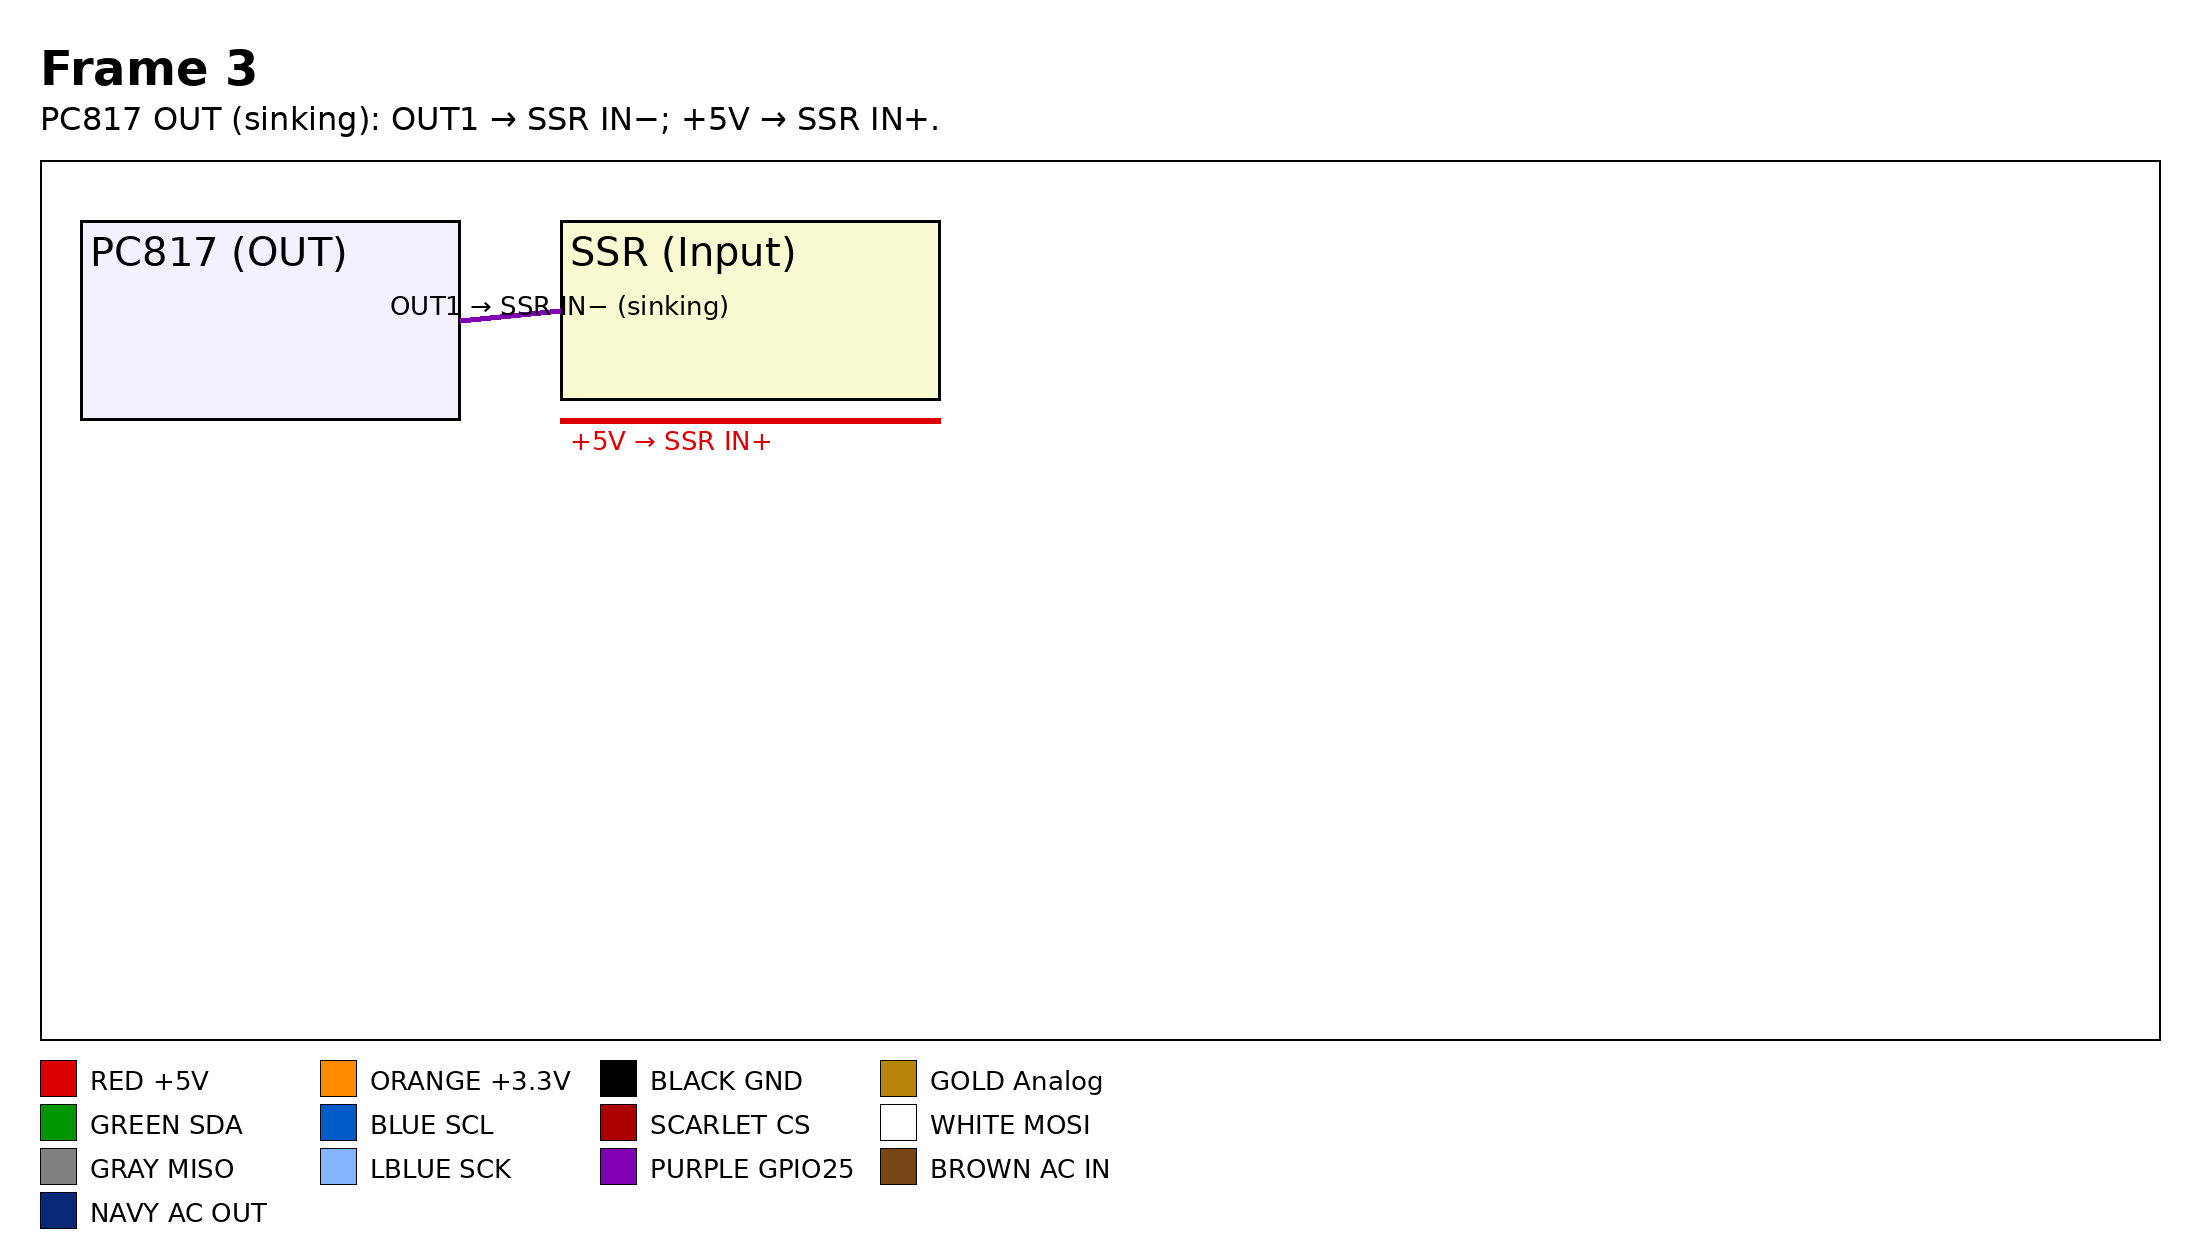 Frame 3
PC817 OUT (sinking): OUT1 → SSR IN−; +5V → SSR IN+.
PC817 (OUT)
SSR (Input)
OUT1 → SSR IN− (sinking)
+5V → SSR IN+
RED +5V
ORANGE +3.3V
BLACK GND
GOLD Analog
GREEN SDA
BLUE SCL
SCARLET CS
WHITE MOSI
GRAY MISO
LBLUE SCK
PURPLE GPIO25
BROWN AC IN
NAVY AC OUT